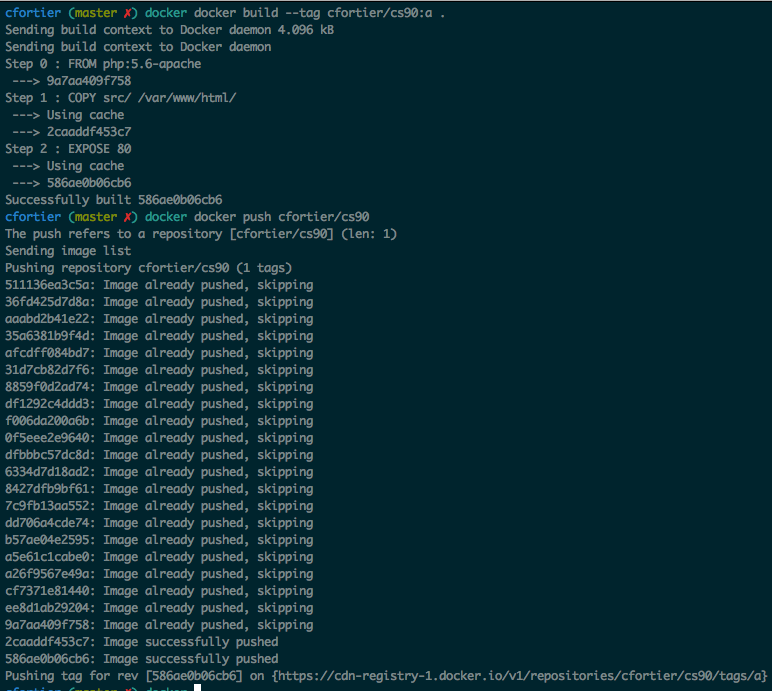 cfortier (master ✗) docker docker build --tag cfortier/cs90:a .
Sending build context to Docker daemon 4.096 kB
Sending build context to Docker daemon
Step 0 : FROM php:5.6-apache
 ---> 9a7aa409f758
Step 1 : COPY src/ /var/www/html/
 ---> Using cache
 ---> 2caaddf453c7
Step 2 : EXPOSE 80
 ---> Using cache
 ---> 586ae0b06cb6
Successfully built 586ae0b06cb6
cfortier (master ✗) docker docker push cfortier/cs90
The push refers to a repository [cfortier/cs90] (len: 1)
Sending image list
Pushing repository cfortier/cs90 (1 tags)
511136ea3c5a: Image already pushed, skipping
36fd425d7d8a: Image already pushed, skipping
aaabd2b41e22: Image already pushed, skipping
35a6381b9f4d: Image already pushed, skipping
afcdff084bd7: Image already pushed, skipping
31d7cb82d7f6: Image already pushed, skipping
8859f0d2ad74: Image already pushed, skipping
df1292c4ddd3: Image already pushed, skipping
f006da200a6b: Image already pushed, skipping
0f5eee2e9640: Image already pushed, skipping
dfbbbc57dc8d: Image already pushed, skipping
6334d7d18ad2: Image already pushed, skipping
8427dfb9bf61: Image already pushed, skipping
7c9fb13aa552: Image already pushed, skipping
dd706a4cde74: Image already pushed, skipping
b57ae04e2595: Image already pushed, skipping
a5e61c1cabe0: Image already pushed, skipping
a26f9567e49a: Image already pushed, skipping
cf7371e81440: Image already pushed, skipping
ee8d1ab29204: Image already pushed, skipping
9a7aa409f758: Image already pushed, skipping
2caaddf453c7: Image successfully pushed
586ae0b06cb6: Image successfully pushed
Pushing tag for rev [586ae0b06cb6] on {https://cdn-registry-1.docker.io/v1/repositories/cfortier/cs90/tags/a}
cfortier (master ✗) docker